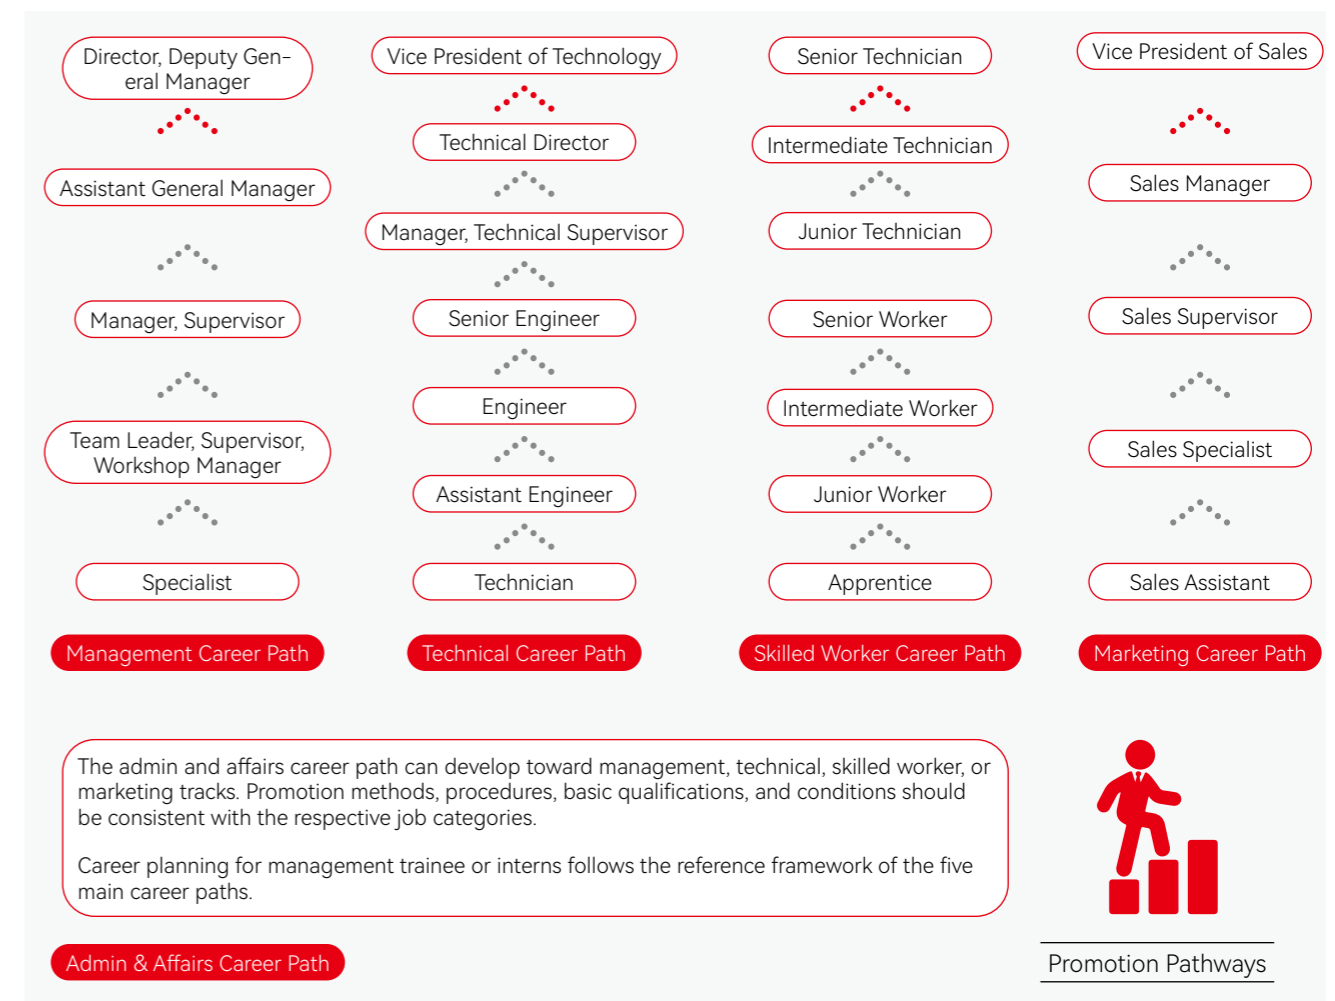 Director, Deputy Gen-
eral Manager
Assistant General Manager
Manager, Supervisor
Team Leader, Supervisor,
Workshop Manager
Specialist
Management Career Path
Vice President of Technology
Technical Director
Manager, Technical Supervisor
Senior Engineer
Engineer
Assistant Engineer
Technician
Technical Career Path
Senior Technician
Intermediate Technician
Junior Technician
Senior Worker
Intermediate Worker
Junior Worker
Apprentice
Skilled Worker Career Path
Vice President of Sales
Sales Manager
Sales Supervisor
Sales Specialist
Sales Assistant
Marketing Career Path
The admin and affairs career path can develop toward management, technical, skilled worker, or
marketing tracks. Promotion methods, procedures, basic qualifications, and conditions should
be consistent with the respective job categories.
Career planning for management trainee or interns follows the reference framework of the five
main career paths.
Admin & Affairs Career Path
Promotion Pathways